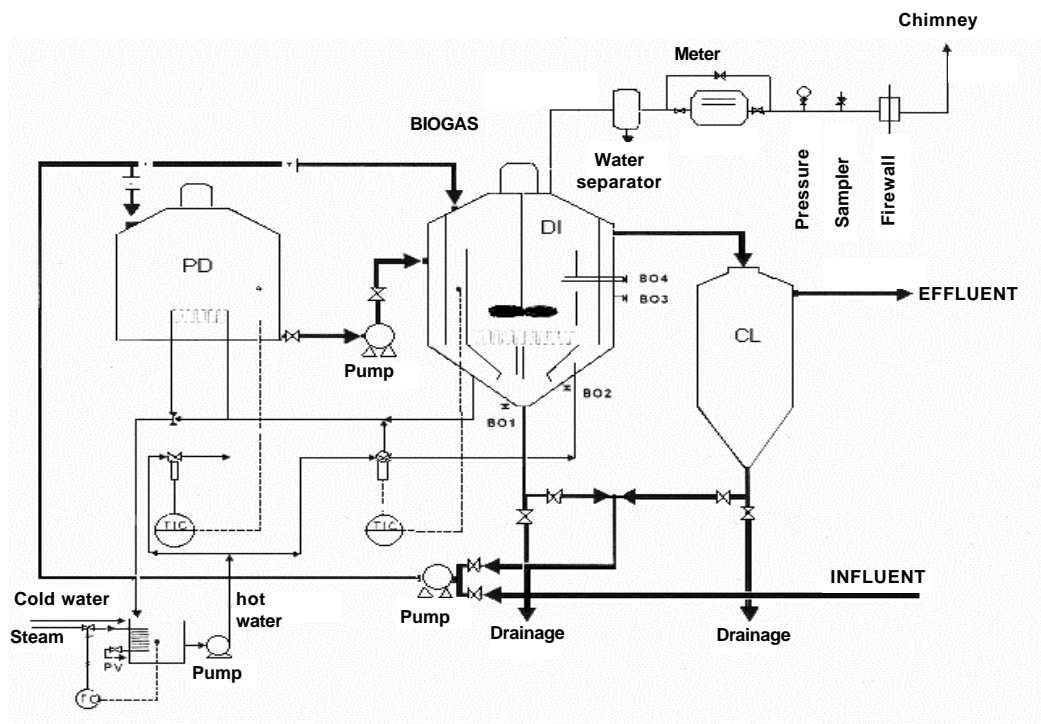 Chimney
Meter
BIOGAS
Water
separator
Pressure
Sampler
Firewall
PD
DI
BO4
BO3
EFFLUENT
CL
Pump
BO2
BO1
TIC
TIC
INFLUENT
Cold water
hot
water
Steam
Pump
Drainage
Drainage
PV
Pump
TC